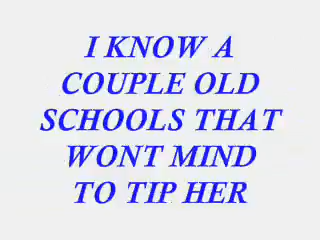 I KNOW A
COUPLE OLD
SCHOOLS THAT
WONT MIND
TO TIP HER